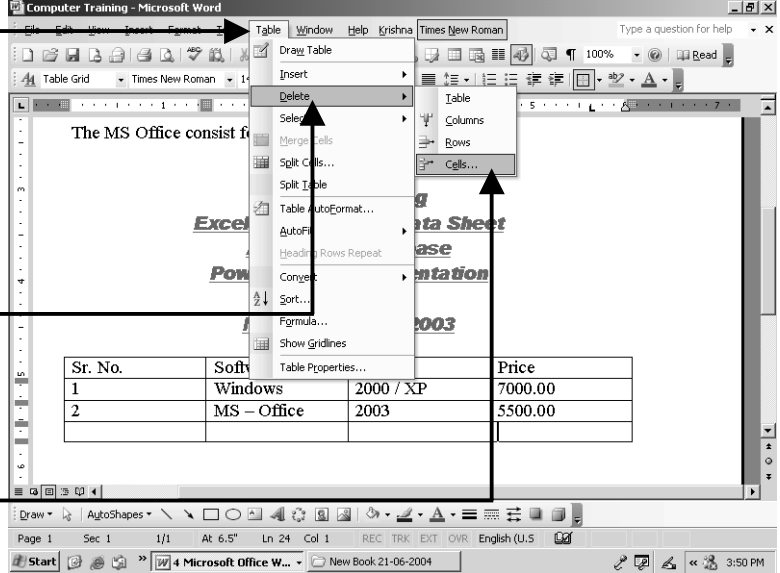 Computer Training - Microsoft Word
File Edit View Insert Format Table Window Help Krishna Times New Roman Type a question for help
100% Read
Table Grid Times New Roman
Draw Table
Insert
Delete
Select
Merge Cells
Split Cells...
Split Table
Table AutoFormat...
AutoFit
Heading Rows Repeat
Convert
Sort...
Formula...
Show Gridlines
Table Properties...
Table
Columns
Rows
Cells...
The MS Office consist
Excel ata Sheet
ase
Pow entation
2003
Sr. No. Price
1 Windows 2000 / XP 7000.00
2 MS – Office 2003 5500.00
Draw AutoShapes
Page 1 Sec 1 1/1 At 6.5" Ln 24 Col 1 REC TRK EXT OVR English (U.S
Start 4 Microsoft Office W... New Book 21-06-2004 3:50 PM